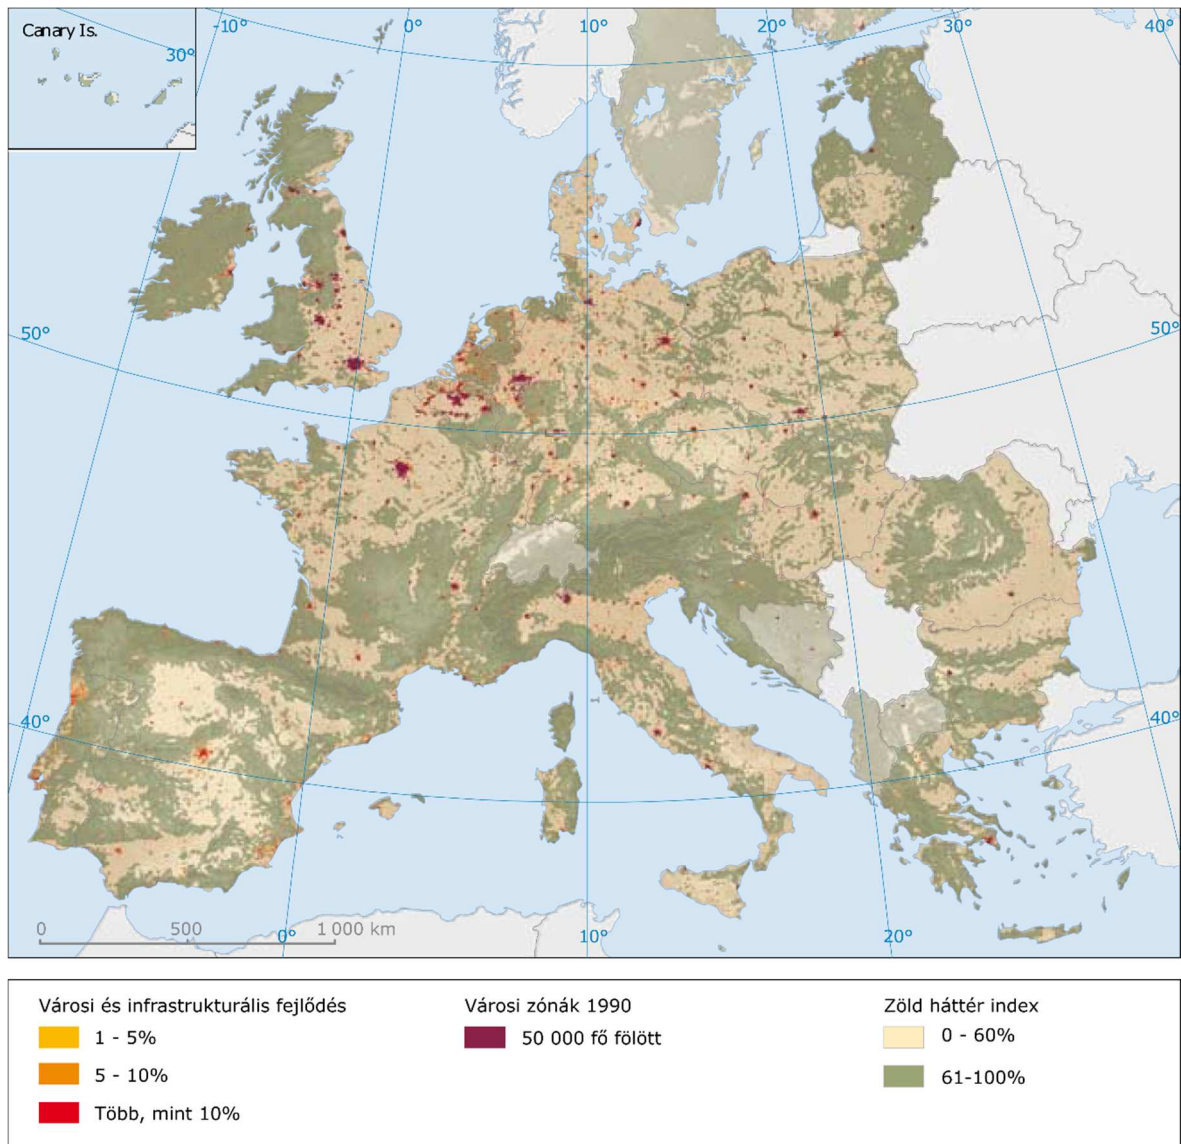 Canary Is.
-10°
0°
10°
20°
30°
40°
30°
50°
50°
40°
40°
0
500
1 000 km
0°
10°
20°
Városi és infrastrukturális fejlődés
Városi zónák 1990
Zöld háttér index
1 - 5%
50 000 fő fölött
0 - 60%
5 - 10%
61-100%
Több, mint 10%